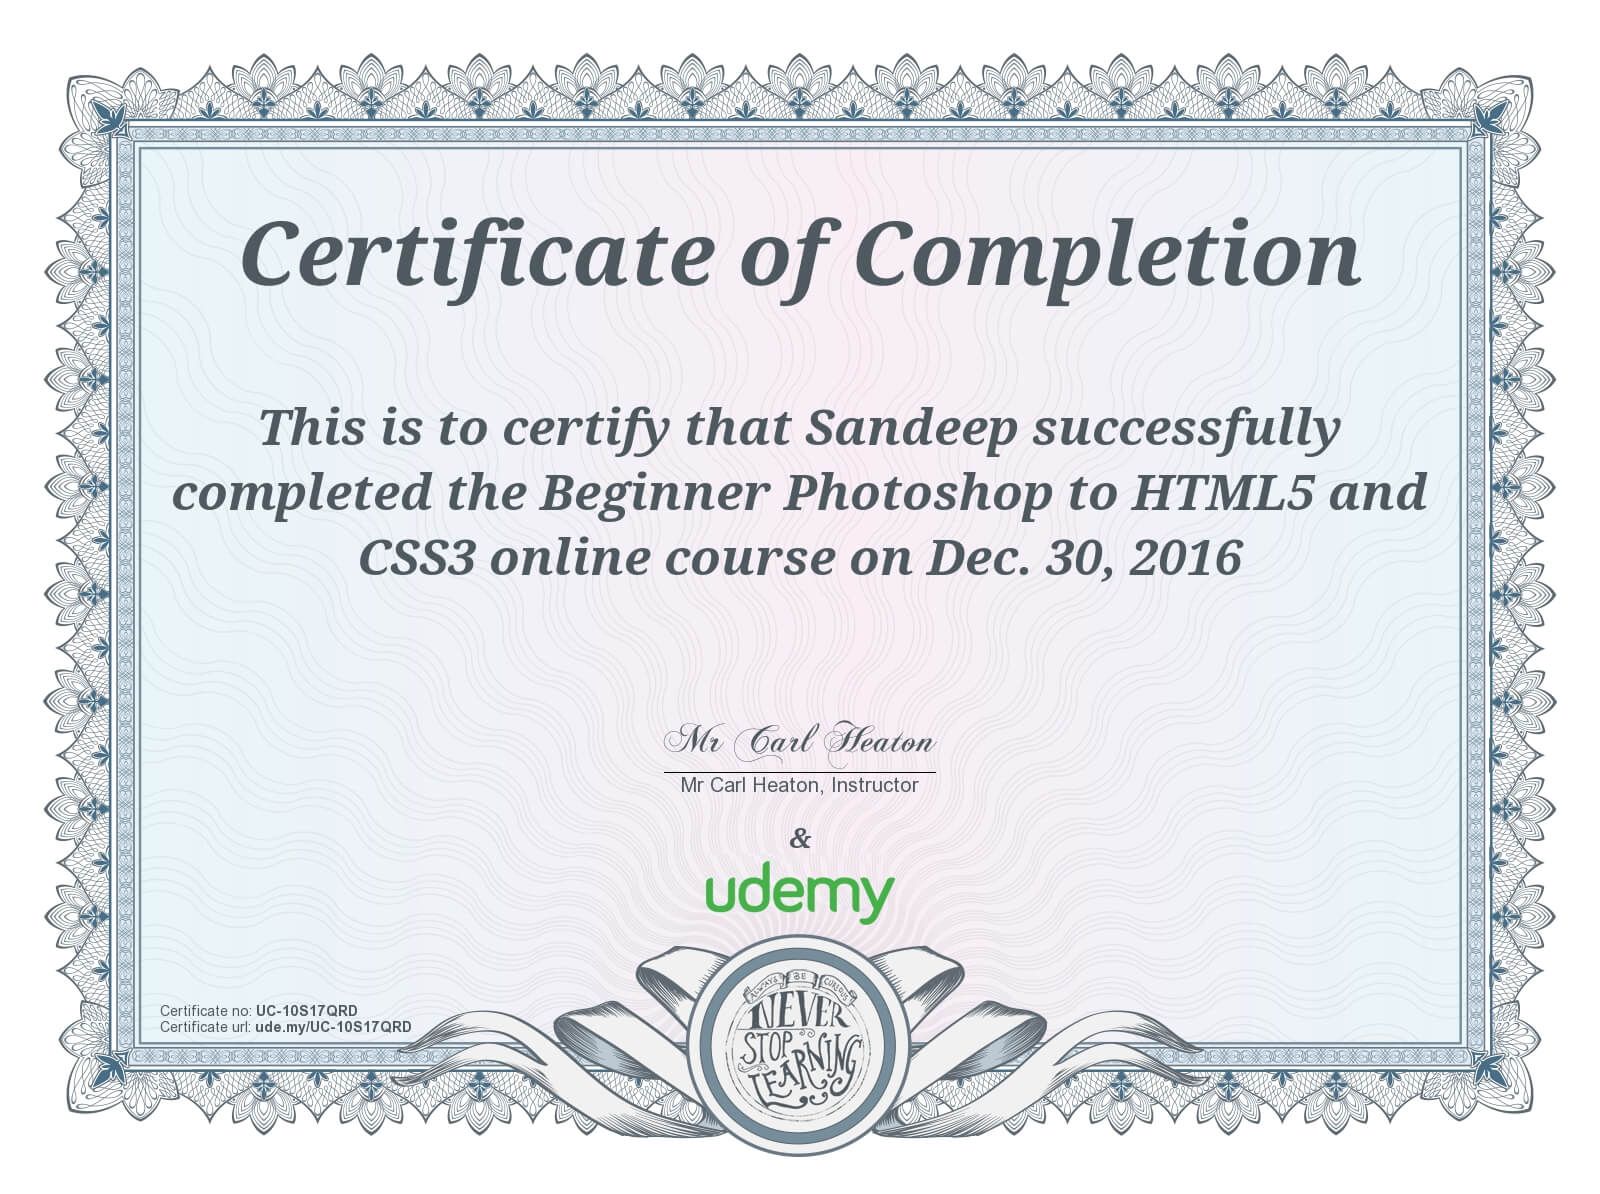 Certificate of Completion
This is to certify that Sandeep successfully
completed the Beginner Photoshop to HTML5 and
CSS3 online course on Dec. 30, 2016
Mr Carl Heaton
Mr Carl Heaton, Instructor
&
udemy
Certificate no: UC-10S17QRD
Certificate url: ude.my/UC-10S17QRD
ALWAYS BE CURIOUS
NEVER
STOP
LEARNING